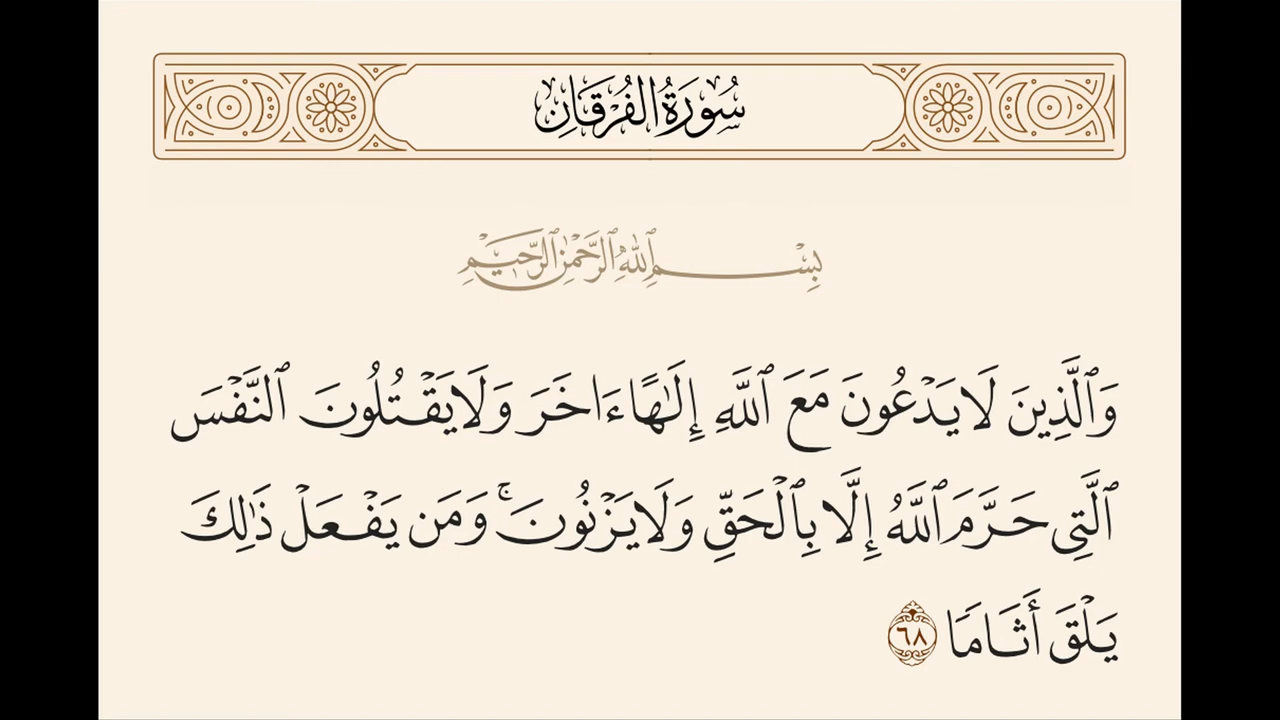 سُورَةُ الفُرْقَانِ
بِسْمِ ٱللَّهِ ٱلرَّحْمَٰنِ ٱلرَّحِيمِ
وَٱلَّذِينَ لَا يَدْعُونَ مَعَ ٱللَّهِ إِلَٰهًا ءَاخَرَ وَلَا يَقْتُلُونَ ٱلنَّفْسَ
ٱلَّتِى حَرَّمَ ٱللَّهُ إِلَّا بِٱلْحَقِّ وَلَا يَزْنُونَ ۚ وَمَن يَفْعَلْ ذَٰلِكَ
يَلْقَ أَثَامًا ٦٨